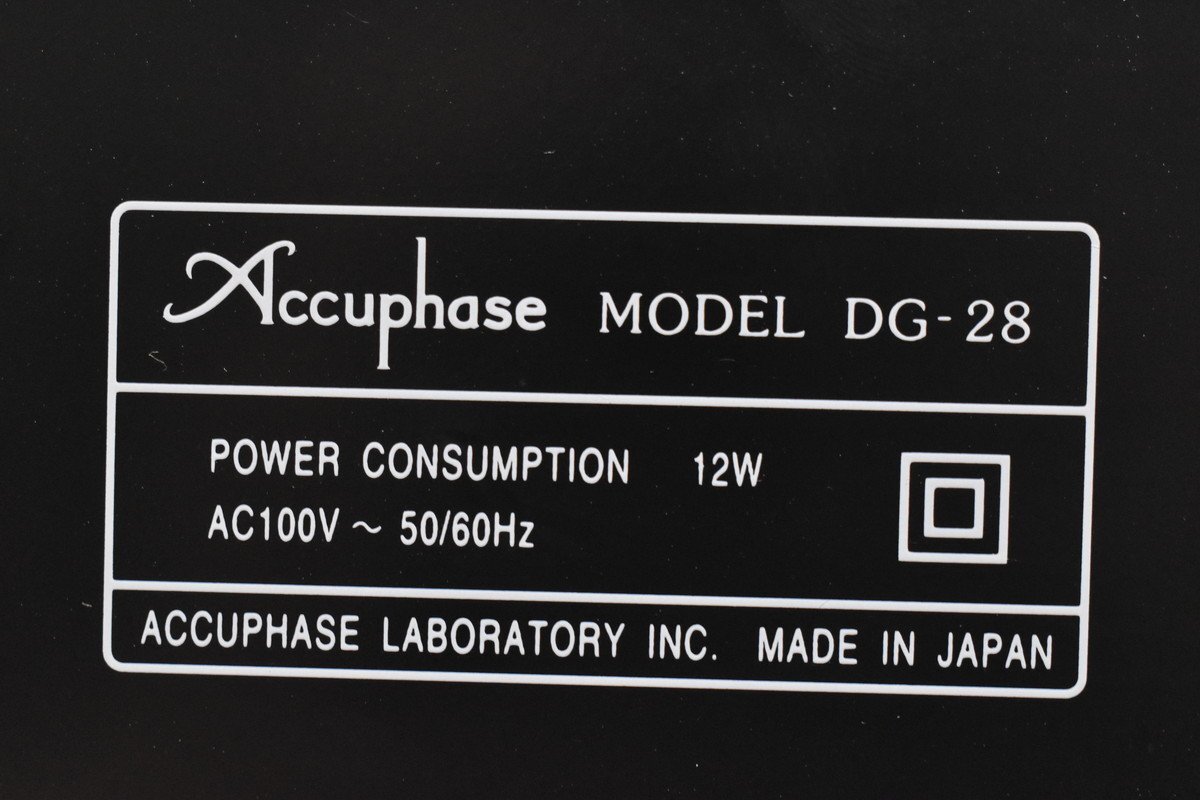 Accuphase MODEL DG-28
POWER CONSUMPTION 12W
AC100V ~ 50/60Hz
ACCUPHASE LABORATORY INC. MADE IN JAPAN